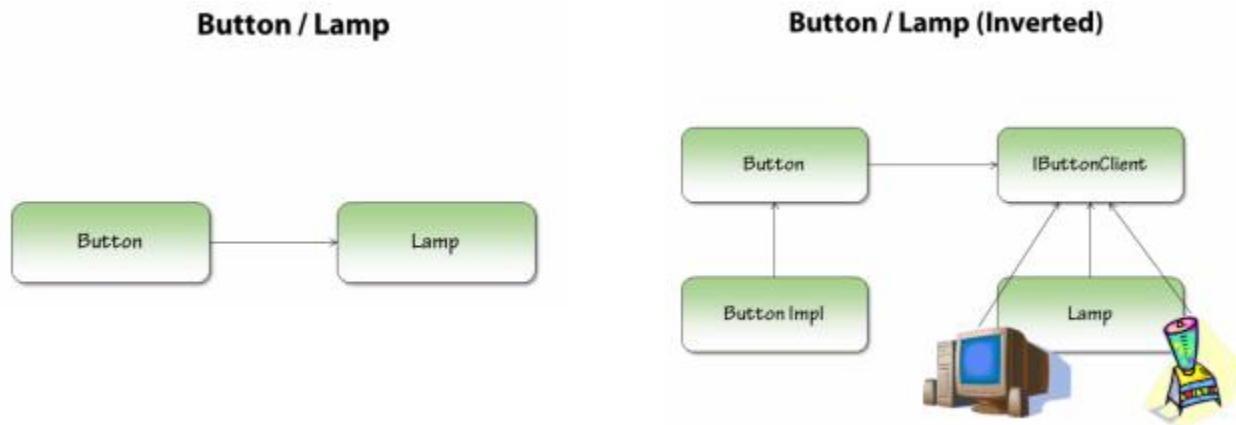 Button / Lamp
Button
Lamp
Button / Lamp (Inverted)
Button
IButtonClient
Button Impl
Lamp